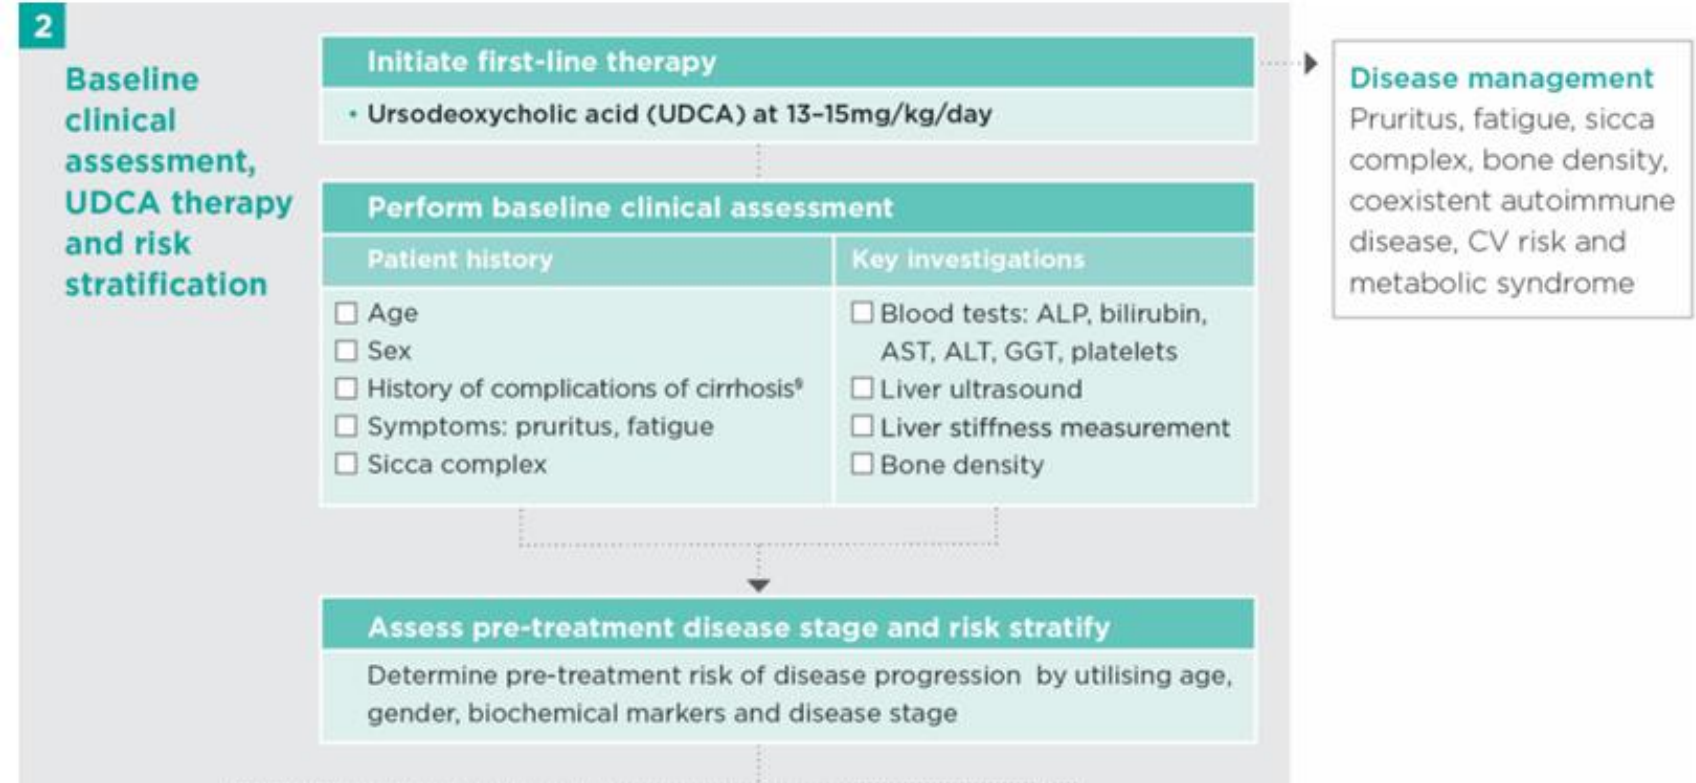 2
Baseline
clinical
assessment,
UDCA therapy
and risk
stratification
Initiate first-line therapy
• Ursodeoxycholic acid (UDCA) at 13–15mg/kg/day
Perform baseline clinical assessment
Patient history
Age
Sex
History of complications of cirrhosis§
Symptoms: pruritus, fatigue
Sicca complex
Key investigations
Blood tests: ALP, bilirubin,
AST, ALT, GGT, platelets
Liver ultrasound
Liver stiffness measurement
Bone density
Assess pre-treatment disease stage and risk stratify
Determine pre-treatment risk of disease progression by utilising age,
gender, biochemical markers and disease stage
Disease management
Pruritus, fatigue, sicca
complex, bone density,
coexistent autoimmune
disease, CV risk and
metabolic syndrome